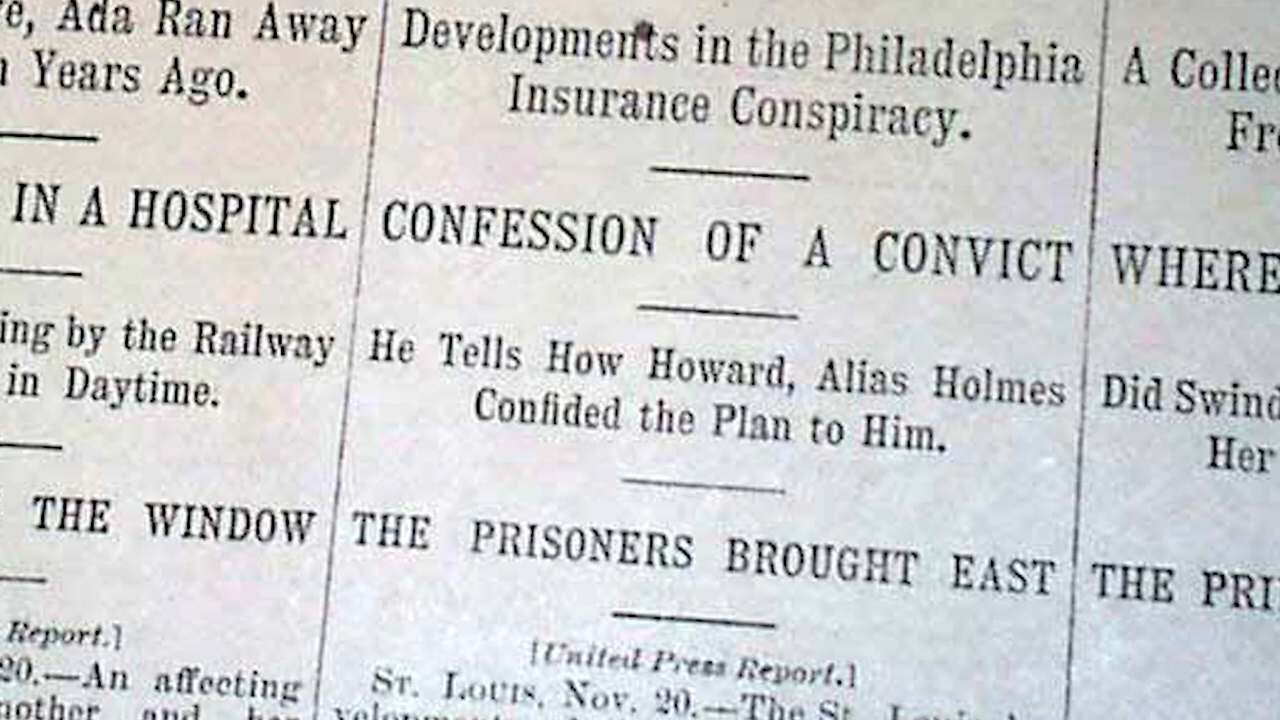 e, Ada Ran Away
Years Ago.
IN A HOSPITAL
ing by the Railway
in Daytime.
THE WINDOW
Report.]
20.—An affecting
Developments in the Philadelphia
Insurance Conspiracy.
CONFESSION OF A CONVICT
He Tells How Howard, Alias Holmes
Confided the Plan to Him.
THE PRISONERS BROUGHT EAST
[United Press Report.]
St. Louis, Nov. 20.—The St.
A Collec
Fr
WHERE
Did Swind
Her
THE PRI